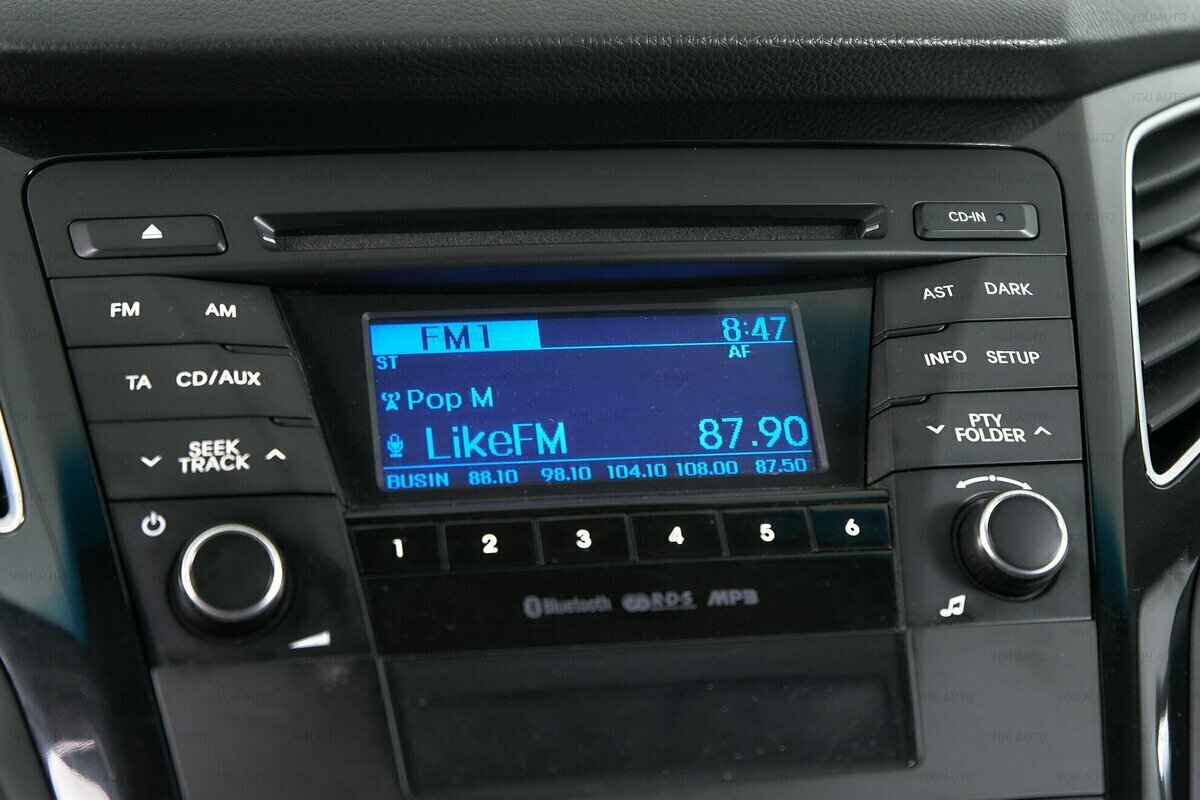 CD-IN
FM AM
TA CD/AUX
SEEK
TRACK
FM1 8:47
ST AF
Pop M
LikeFM 87.90
BUSIN 88.10 98.10 104.10 108.00 87.50
AST DARK
INFO SETUP
PTY
FOLDER
1 2 3 4 5 6
Bluetooth RDS MP3
YOU AUTO